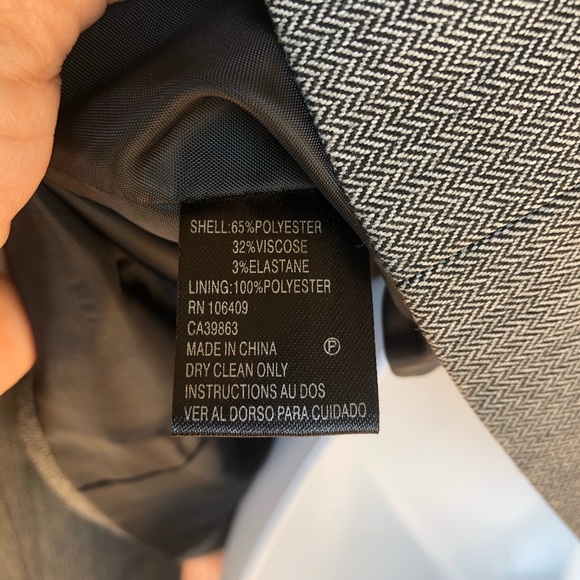 SHELL:65%POLYESTER
32%VISCOSE
3%ELASTANE
LINING:100%POLYESTER
RN 106409
CA39863
MADE IN CHINA Ⓟ
DRY CLEAN ONLY
INSTRUCTIONS AU DOS
VER AL DORSO PARA CUIDADO